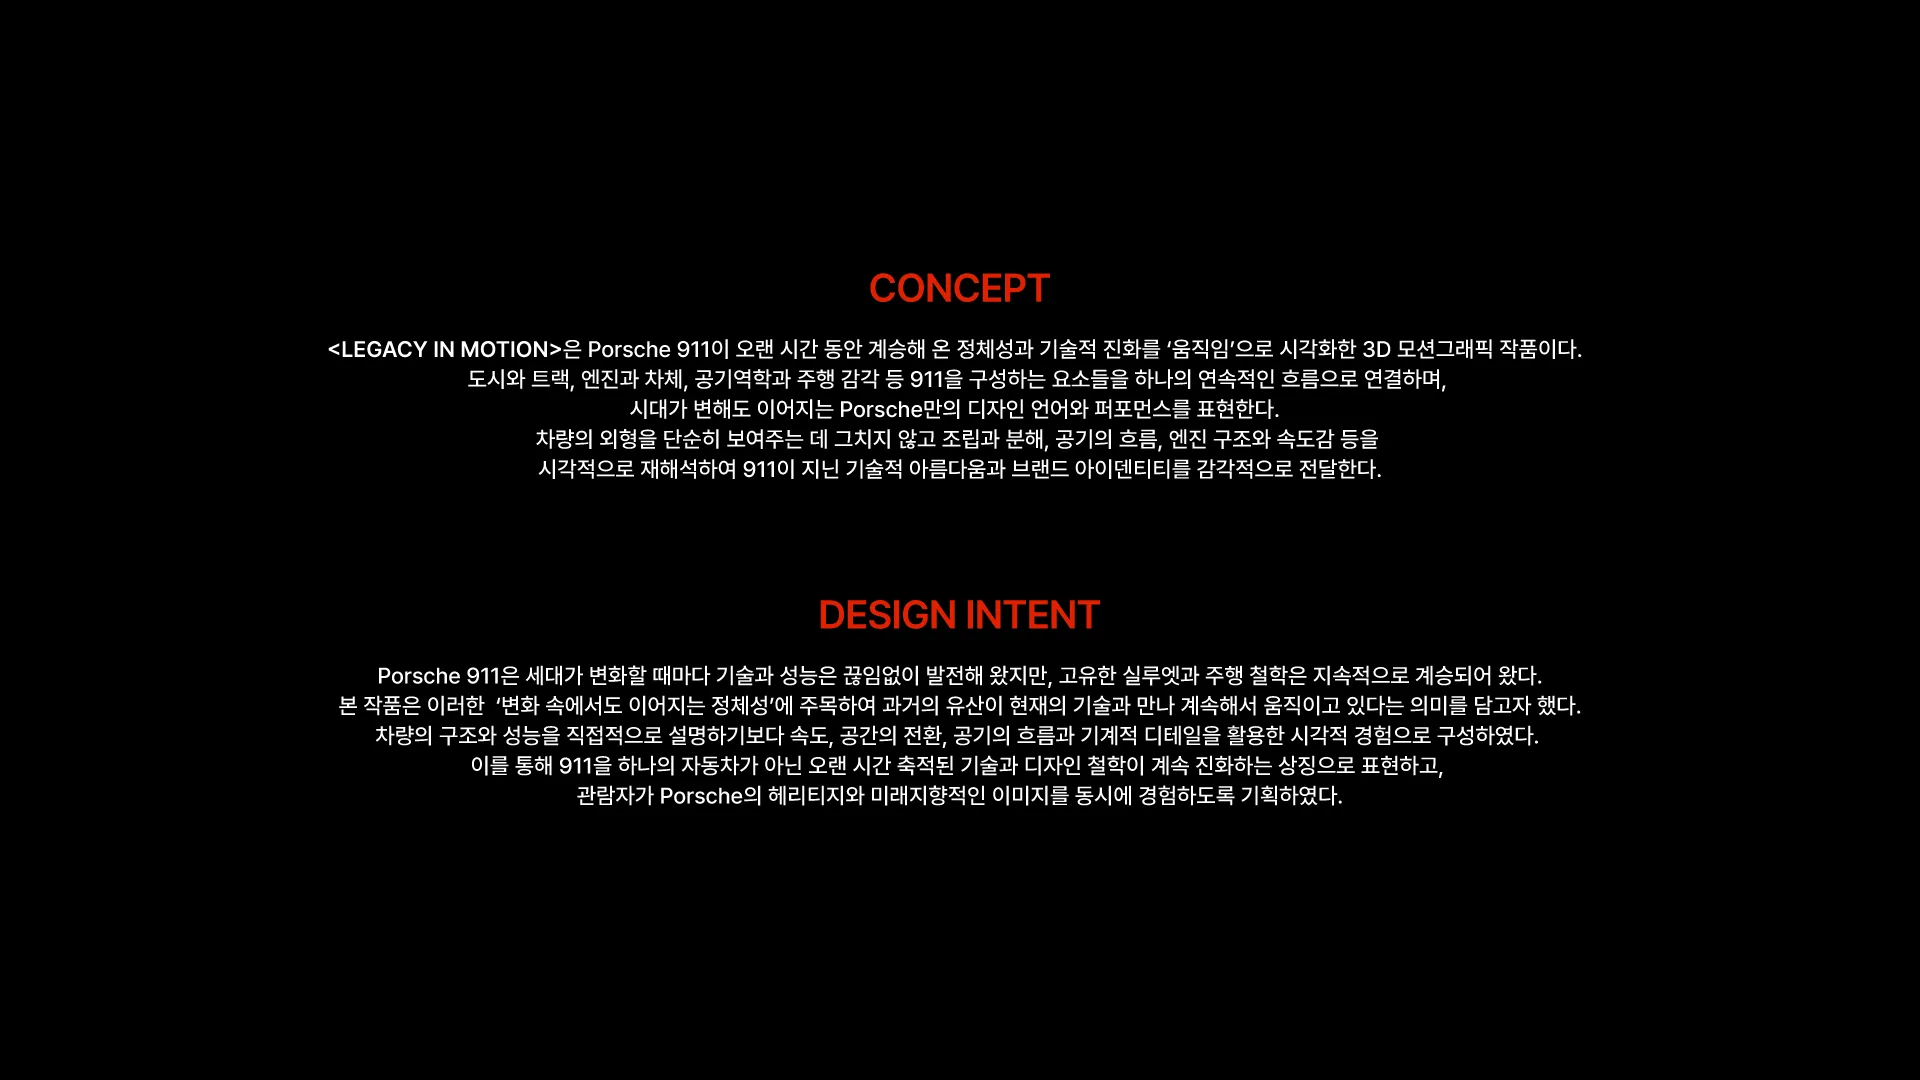 CONCEPT
<LEGACY IN MOTION>은 Porsche 911이 오랜 시간 동안 계승해 온 정체성과 기술적 진화를 ‘움직임’으로 시각화한 3D 모션그래픽 작품이다.
도시와 트랙, 엔진과 차체, 공기역학과 주행 감각 등 911을 구성하는 요소들을 하나의 연속적인 흐름으로 연결하며,
시대가 변해도 이어지는 Porsche만의 디자인 언어와 퍼포먼스를 표현한다.
차량의 외형을 단순히 보여주는 데 그치지 않고 조립과 분해, 공기의 흐름, 엔진 구조와 속도감 등을
시각적으로 재해석하여 911이 지닌 기술적 아름다움과 브랜드 아이덴티티를 감각적으로 전달한다.
DESIGN INTENT
Porsche 911은 세대가 변화할 때마다 기술과 성능은 끊임없이 발전해 왔지만, 고유한 실루엣과 주행 철학은 지속적으로 계승되어 왔다.
본 작품은 이러한  ‘변화 속에서도 이어지는 정체성’에 주목하여 과거의 유산이 현재의 기술과 만나 계속해서 움직이고 있다는 의미를 담고자 했다.
차량의 구조와 성능을 직접적으로 설명하기보다 속도, 공간의 전환, 공기의 흐름과 기계적 디테일을 활용한 시각적 경험으로 구성하였다.
이를 통해 911을 하나의 자동차가 아닌 오랜 시간 축적된 기술과 디자인 철학이 계속 진화하는 상징으로 표현하고,
관람자가 Porsche의 헤리티지와 미래지향적인 이미지를 동시에 경험하도록 기획하였다.